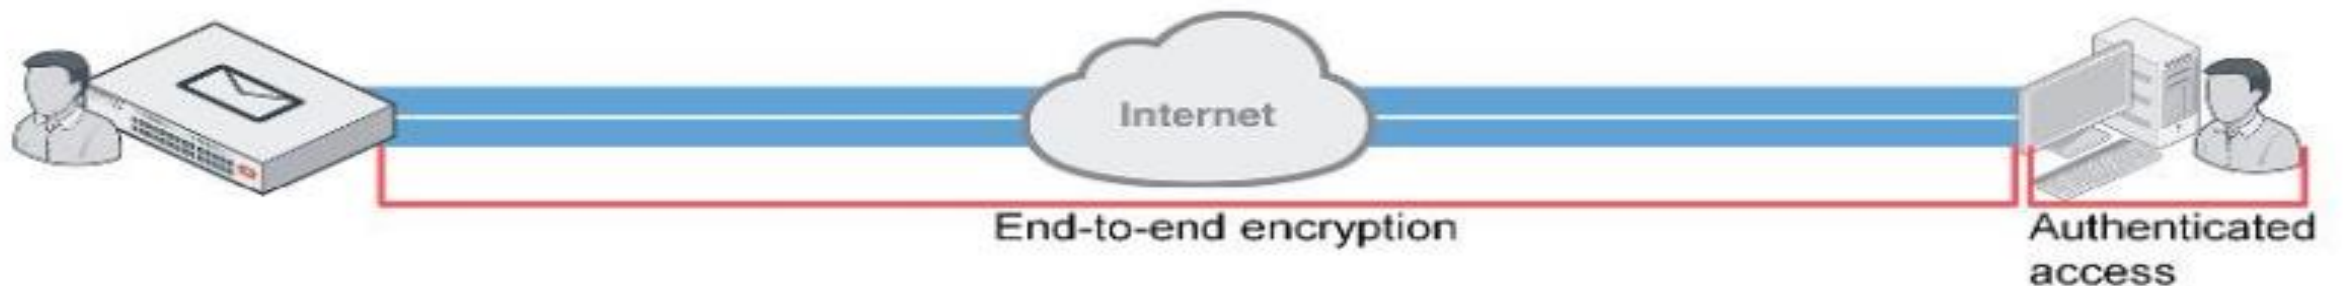 Internet
End-to-end encryption
Authenticated
access